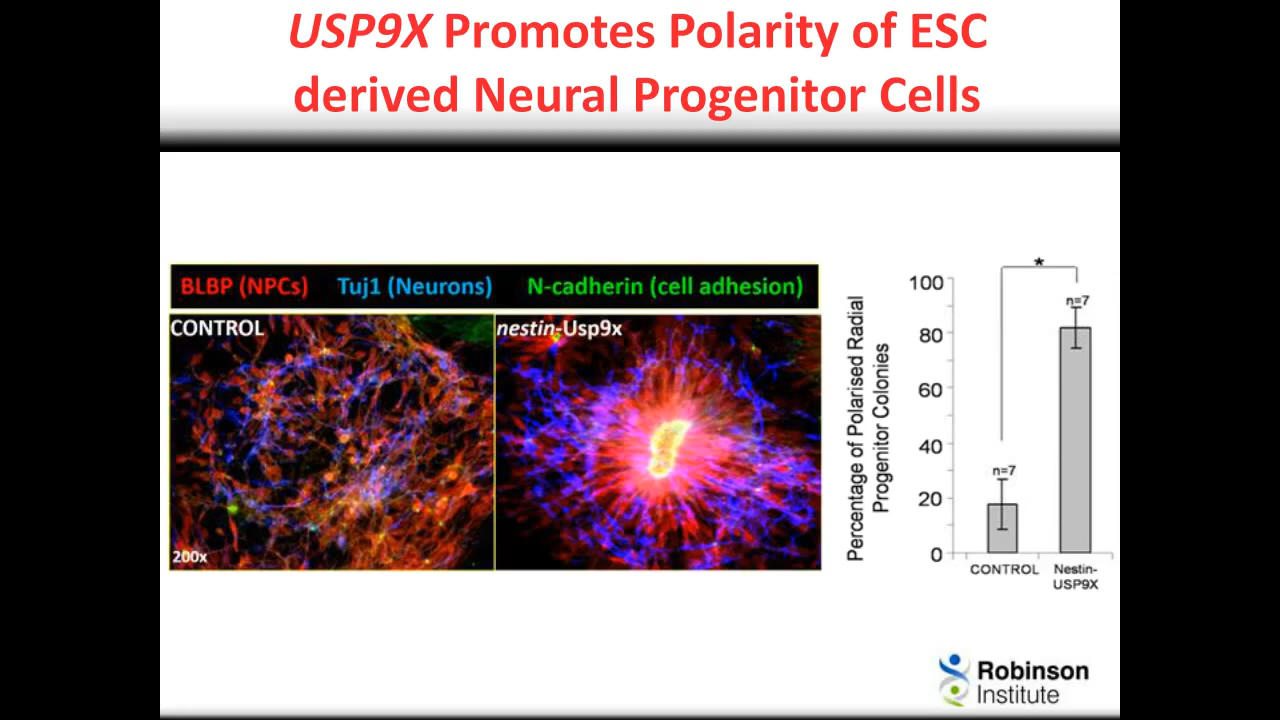 USP9X Promotes Polarity of ESC
derived Neural Progenitor Cells
BLBP (NPCs) Tuj1 (Neurons) N-cadherin (cell adhesion)
CONTROL
nestin-Usp9x
200x
Percentage of Polarised Radial
Progenitor Colonies
100
80
60
40
20
0
*
n=7
n=7
CONTROL
Nestin-
USP9X
Robinson
Institute